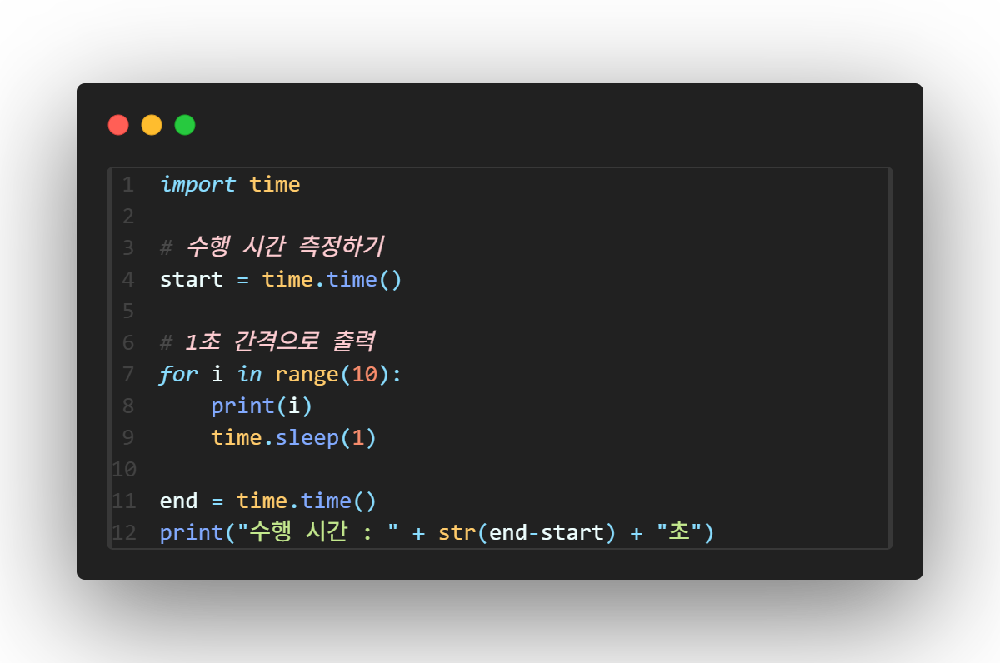 1 import time
2
3 # 수행 시간 측정하기
4 start = time.time()
5
6 # 1초 간격으로 출력
7 for i in range(10):
8     print(i)
9     time.sleep(1)
10
11 end = time.time()
12 print("수행 시간 : " + str(end-start) + "초")